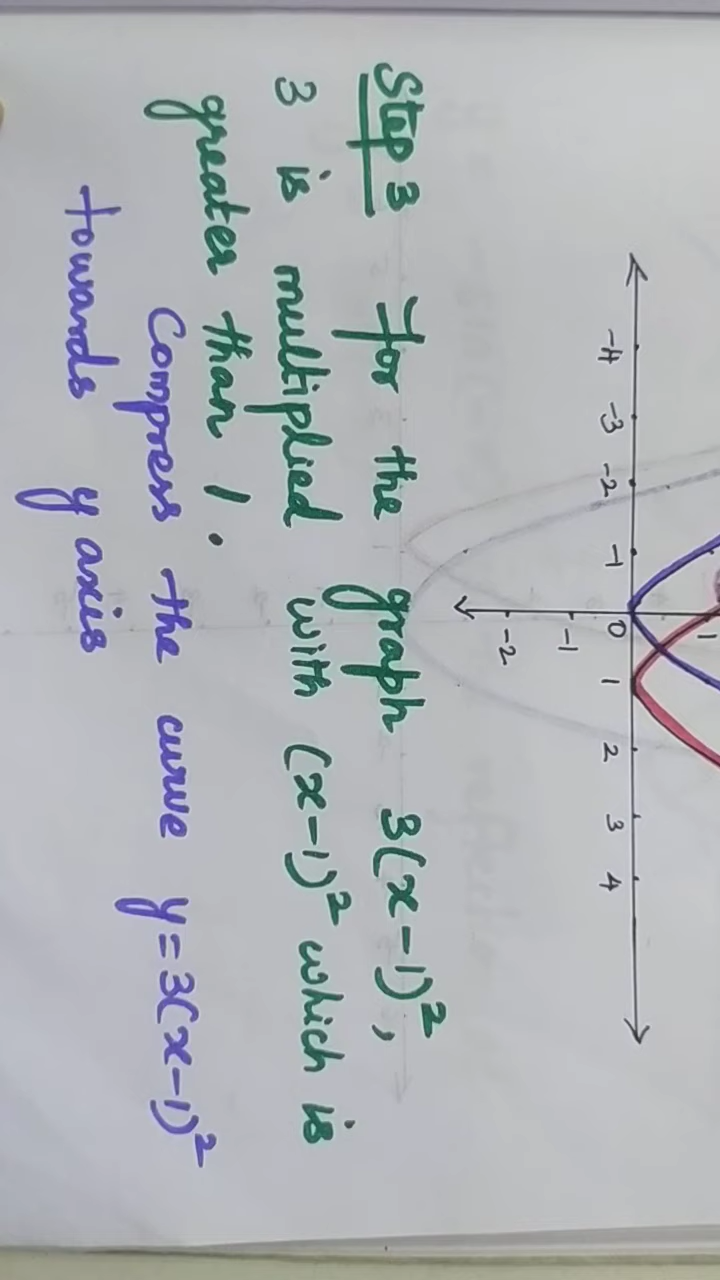 -4 -3 -2 -1 0 1 2 3 4
1
-1
-2
Step 3 For the graph 3(x-1)²,
3 is multiplied with (x-1)² which is
greater than 1.
Compress the curve y=3(x-1)²
towards y axis